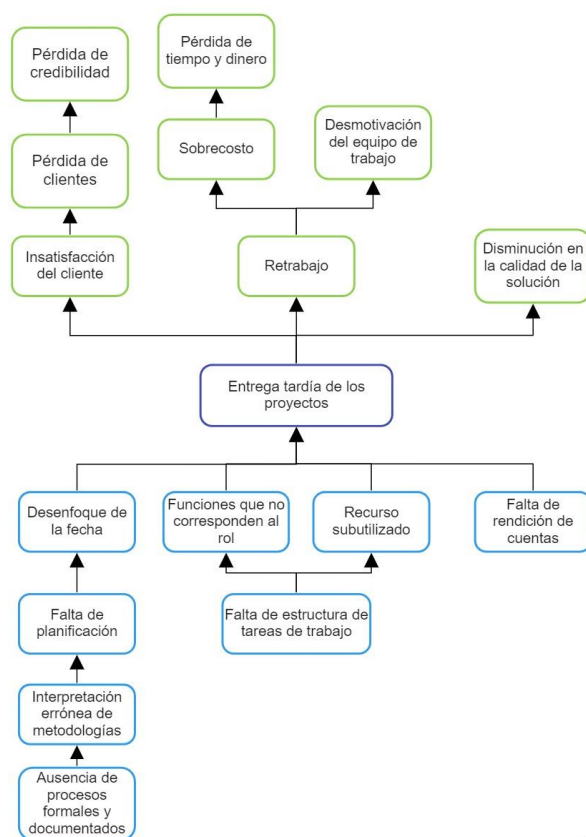 Pérdida de
credibilidad
Pérdida de
tiempo y dinero
Pérdida de
clientes
Sobrecosto
Desmotivación
del equipo de
trabajo
Insatisfacción
del cliente
Retrabajo
Disminución en
la calidad de la
solución
Entrega tardía de los
proyectos
Desenfoque de
la fecha
Funciones que no
corresponden al
rol
Recurso
subutilizado
Falta de
rendición de
cuentas
Falta de
planificación
Falta de estructura de
tareas de trabajo
Interpretación
errónea de
metodologías
Ausencia de
procesos
formales y
documentados